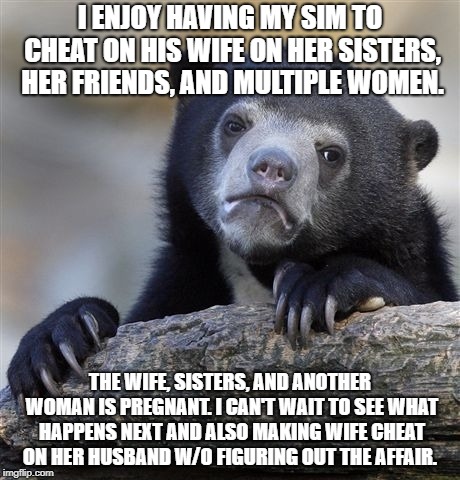 I ENJOY HAVING MY SIM TO
CHEAT ON HIS WIFE ON HER SISTERS,
HER FRIENDS, AND MULTIPLE WOMEN.
THE WIFE, SISTERS, AND ANOTHER
WOMAN IS PREGNANT. I CAN'T WAIT TO SEE WHAT
HAPPENS NEXT AND ALSO MAKING WIFE CHEAT
ON HER HUSBAND W/O FIGURING OUT THE AFFAIR.
imgflip.com